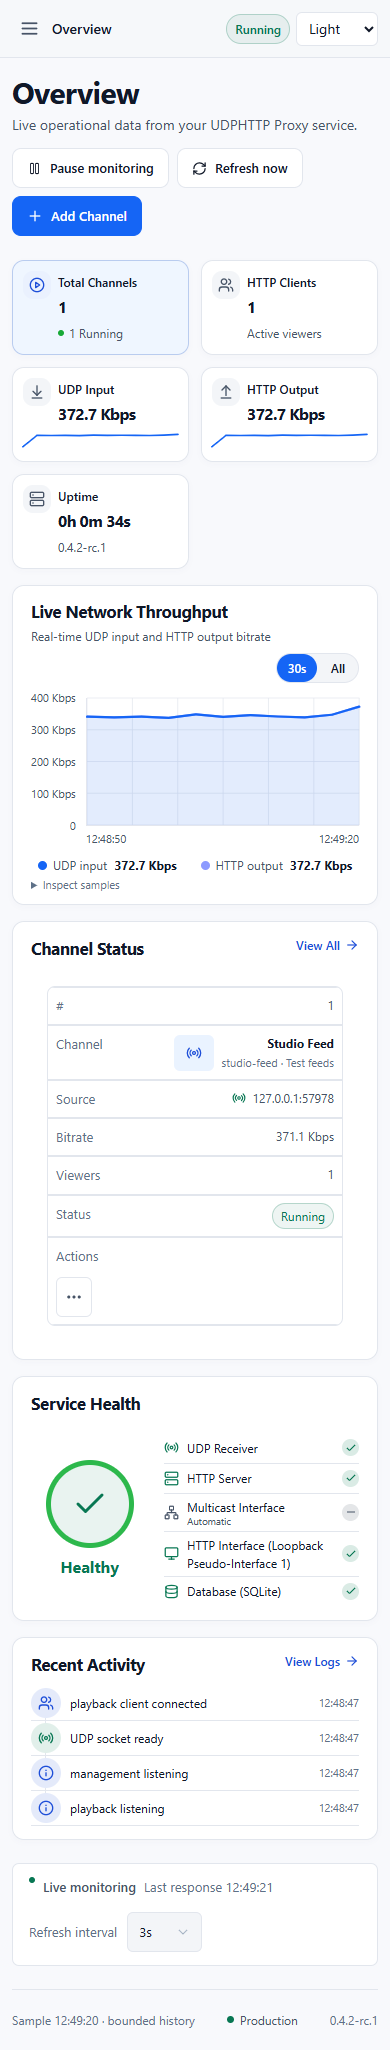 Overview
Running
Light
Overview
Live operational data from your UDPHTTP Proxy service.
Pause monitoring
Refresh now
Add Channel
Total Channels
1
1 Running
HTTP Clients
1
Active viewers
UDP Input
372.7 Kbps
HTTP Output
372.7 Kbps
Uptime
0h 0m 34s
0.4.2-rc.1
Live Network Throughput
Real-time UDP input and HTTP output bitrate
30s
All
400 Kbps
300 Kbps
200 Kbps
100 Kbps
0
12:48:50
12:49:20
UDP input 372.7 Kbps
HTTP output 372.7 Kbps
Inspect samples
Channel Status
View All
# 1
Channel
Studio Feed
studio-feed · Test feeds
Source 127.0.0.1:57978
Bitrate 371.1 Kbps
Viewers 1
Status Running
Actions
Service Health
Healthy
UDP Receiver
HTTP Server
Multicast Interface
Automatic
HTTP Interface (Loopback
Pseudo-Interface 1)
Database (SQLite)
Recent Activity
View Logs
playback client connected 12:48:47
UDP socket ready 12:48:47
management listening 12:48:47
playback listening 12:48:47
Live monitoring Last response 12:49:21
Refresh interval 3s
Sample 12:49:20 · bounded history
Production
0.4.2-rc.1